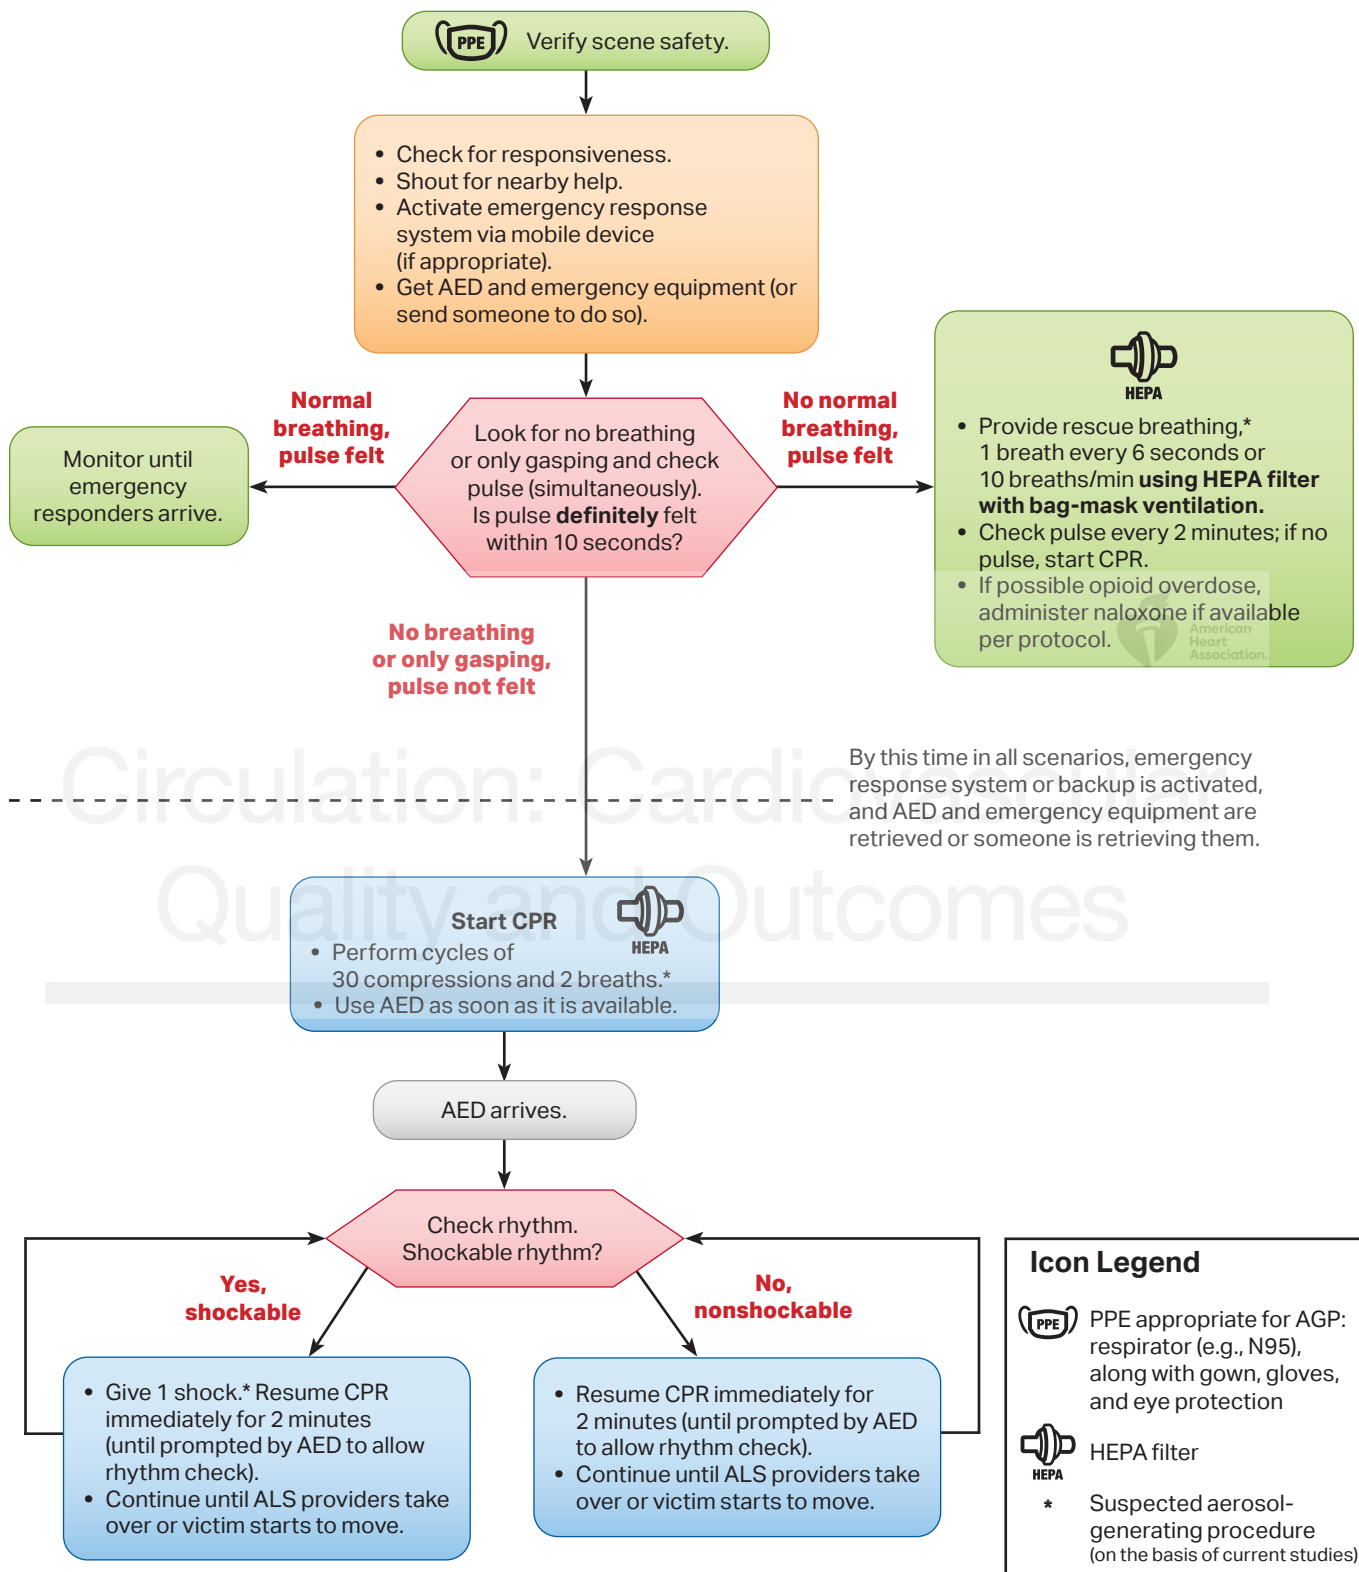 PPE Verify scene safety.
• Check for responsiveness.
• Shout for nearby help.
• Activate emergency response
system via mobile device
(if appropriate).
• Get AED and emergency equipment (or
send someone to do so).
Normal
breathing,
pulse felt
Look for no breathing
or only gasping and check
pulse (simultaneously).
Is pulse definitely felt
within 10 seconds?
No normal
breathing,
pulse felt
Monitor until
emergency
responders arrive.
HEPA
• Provide rescue breathing,*
1 breath every 6 seconds or
10 breaths/min using HEPA filter
with bag-mask ventilation.
• Check pulse every 2 minutes; if no
pulse, start CPR.
• If possible opioid overdose,
administer naloxone if available
per protocol.
American
Heart
Association.
No breathing
or only gasping,
pulse not felt
Circulation: Cardiovascular
Quality and Outcomes
By this time in all scenarios, emergency
response system or backup is activated,
and AED and emergency equipment are
retrieved or someone is retrieving them.
Start CPR
HEPA
• Perform cycles of
30 compressions and 2 breaths.*
• Use AED as soon as it is available.
AED arrives.
Check rhythm.
Shockable rhythm?
Yes,
shockable
No,
nonshockable
• Give 1 shock.* Resume CPR
immediately for 2 minutes
(until prompted by AED to allow
rhythm check).
• Continue until ALS providers take
over or victim starts to move.
• Resume CPR immediately for
2 minutes (until prompted by AED
to allow rhythm check).
• Continue until ALS providers take
over or victim starts to move.
Icon Legend
PPE PPE appropriate for AGP:
respirator (e.g., N95),
along with gown, gloves,
and eye protection
HEPA HEPA filter
* Suspected aerosol-
generating procedure
(on the basis of current studies)